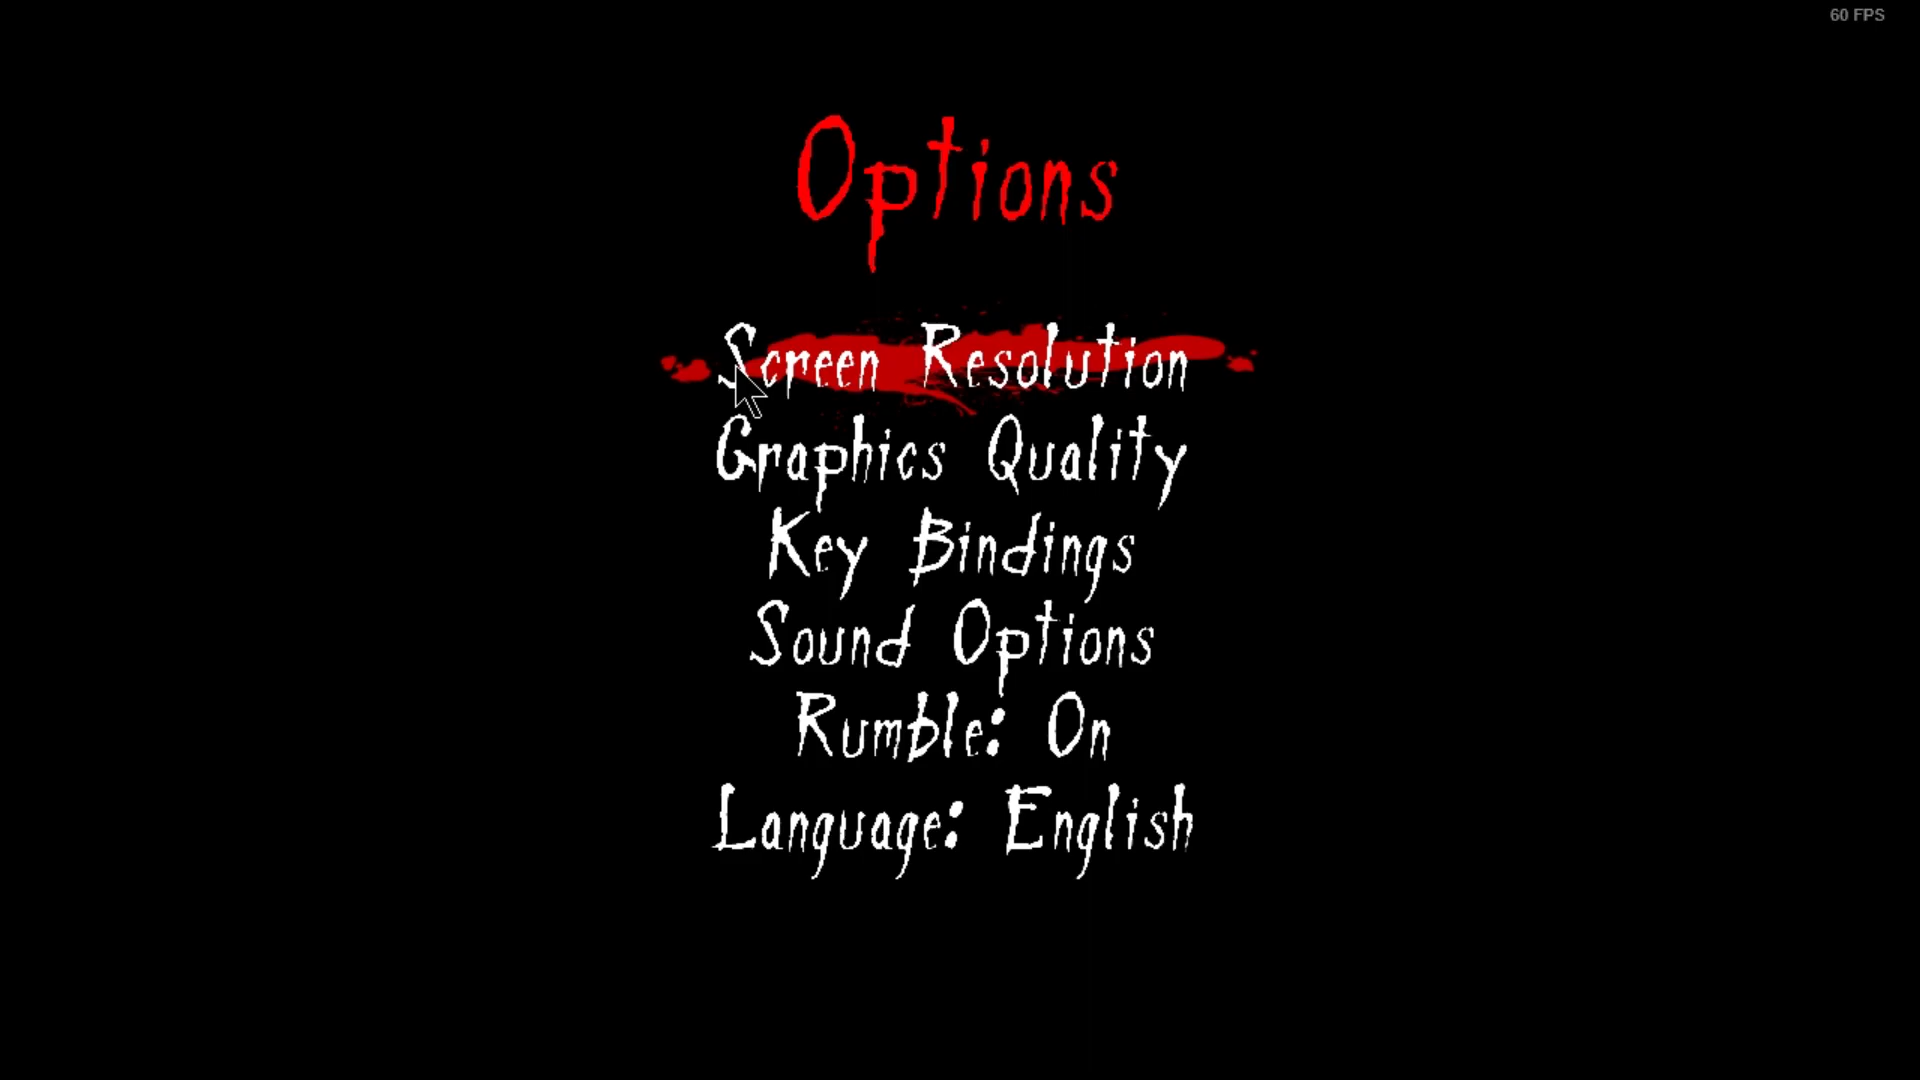 60 FPS
Options
Screen Resolution
Graphics Quality
Key Bindings
Sound Options
Rumble: On
Language: English